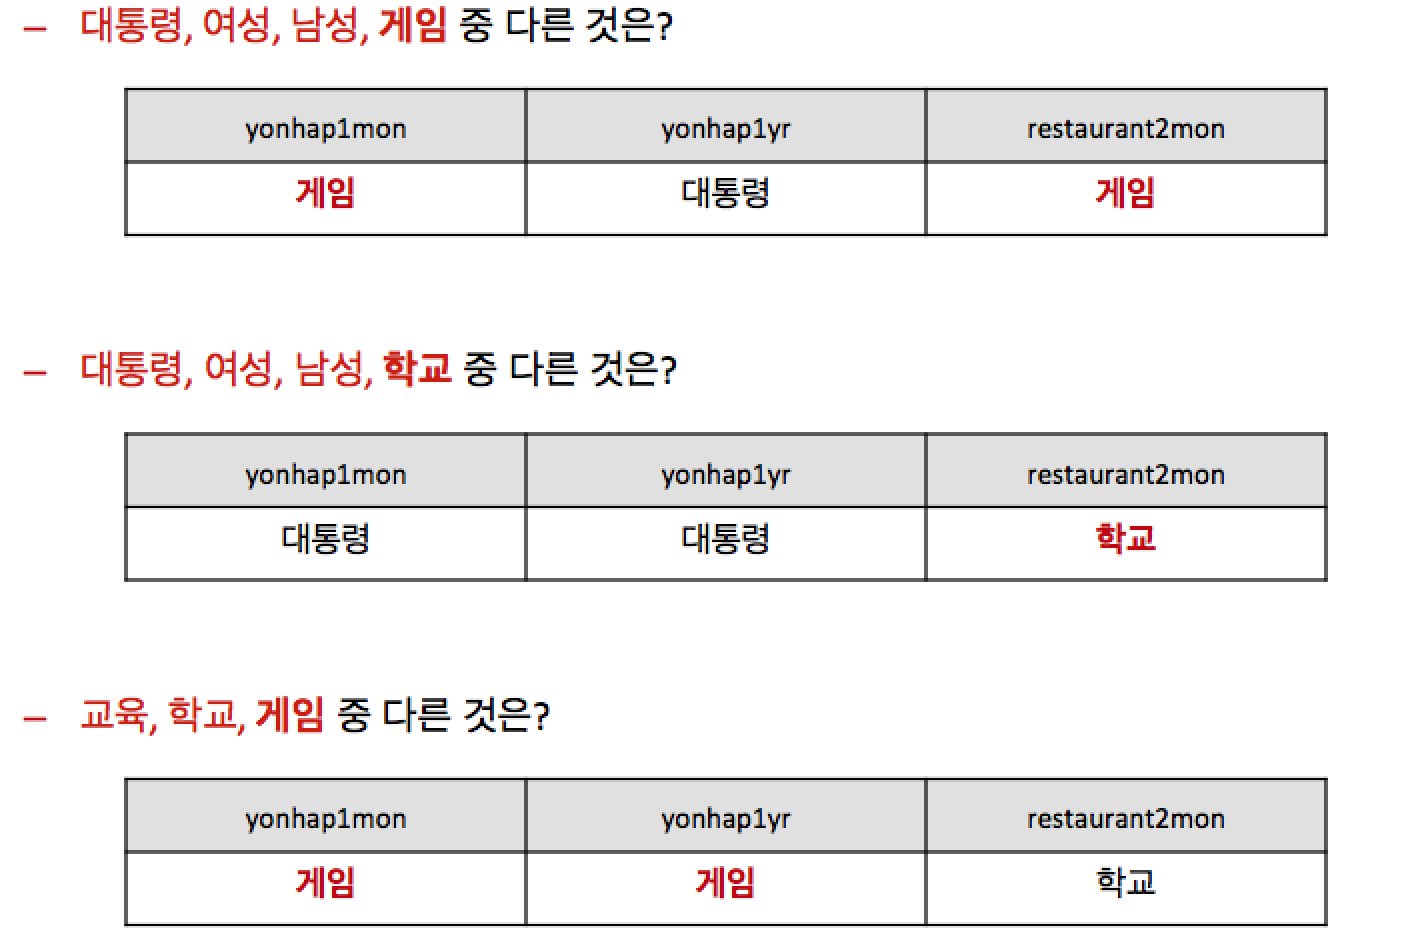 – 대통령, 여성, 남성, 게임 중 다른 것은?
yonhap1mon yonhap1yr restaurant2mon
게임 대통령 게임
– 대통령, 여성, 남성, 학교 중 다른 것은?
yonhap1mon yonhap1yr restaurant2mon
대통령 대통령 학교
– 교육, 학교, 게임 중 다른 것은?
yonhap1mon yonhap1yr restaurant2mon
게임 게임 학교